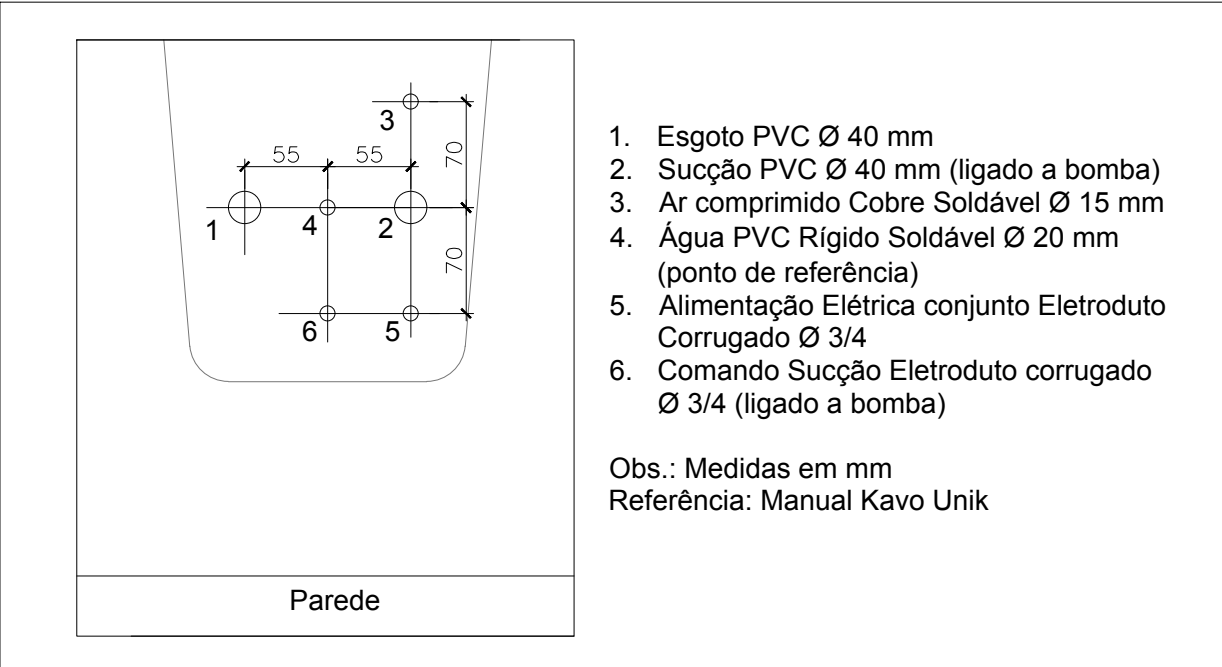 3
55
55
70
1
4
2
70
6
5
Parede
1. Esgoto PVC Ø 40 mm
2. Sucção PVC Ø 40 mm (ligado a bomba)
3. Ar comprimido Cobre Soldável Ø 15 mm
4. Água PVC Rígido Soldável Ø 20 mm
(ponto de referência)
5. Alimentação Elétrica conjunto Eletroduto
Corrugado Ø 3/4
6. Comando Sucção Eletroduto corrugado
Ø 3/4 (ligado a bomba)
Obs.: Medidas em mm
Referência: Manual Kavo Unik